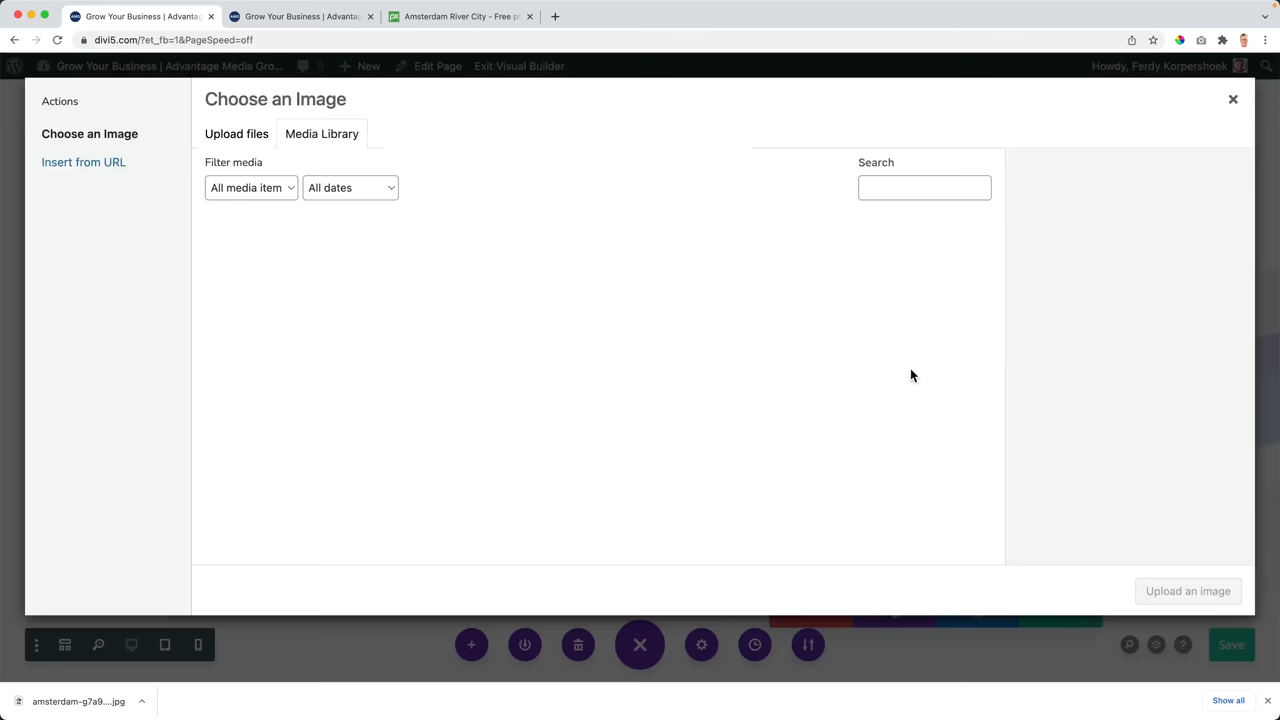 Grow Your Business | Advantag
Grow Your Business | Advantag
Amsterdam River City - Free pl
divi5.com/?et_fb=1&PageSpeed=off
Grow Your Business | Advantage Media Gro...
0
New
Edit Page
Exit Visual Builder
Howdy, Ferdy Korpershoek
Actions
Choose an Image
Insert from URL
Choose an Image
Upload files
Media Library
Filter media
Search
All media item
All dates
Upload an image
Save
amsterdam-g7a9....jpg
Show all